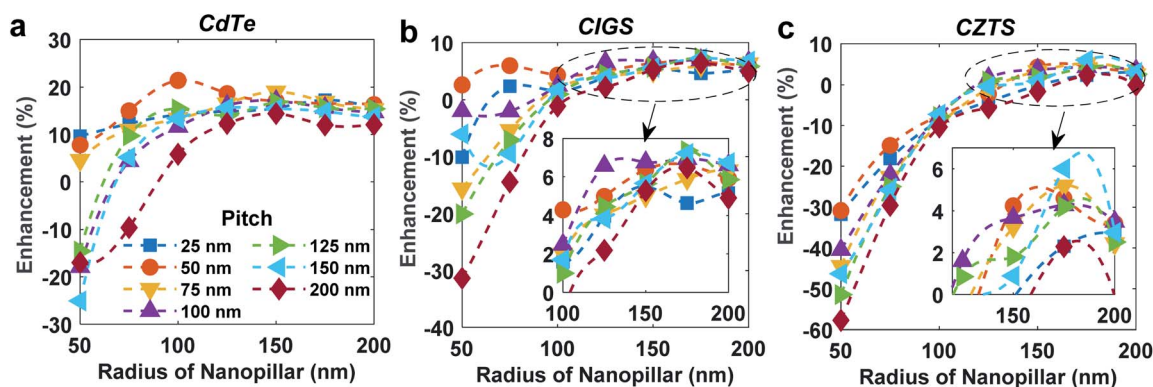 a
CdTe
Enhancement (%)
30
20
10
0
-10
-20
-30
50
100
150
200
Radius of Nanopillar (nm)
Pitch
25 nm
50 nm
75 nm
100 nm
125 nm
150 nm
200 nm
b
CIGS
Enhancement (%)
10
0
-10
-20
-30
-40
50
100
150
200
Radius of Nanopillar (nm)
8
6
4
2
0
100
150
200
c
CZTS
Enhancement (%)
10
0
-10
-20
-30
-40
-50
-60
50
100
150
200
Radius of Nanopillar (nm)
8
6
4
2
0
150
200